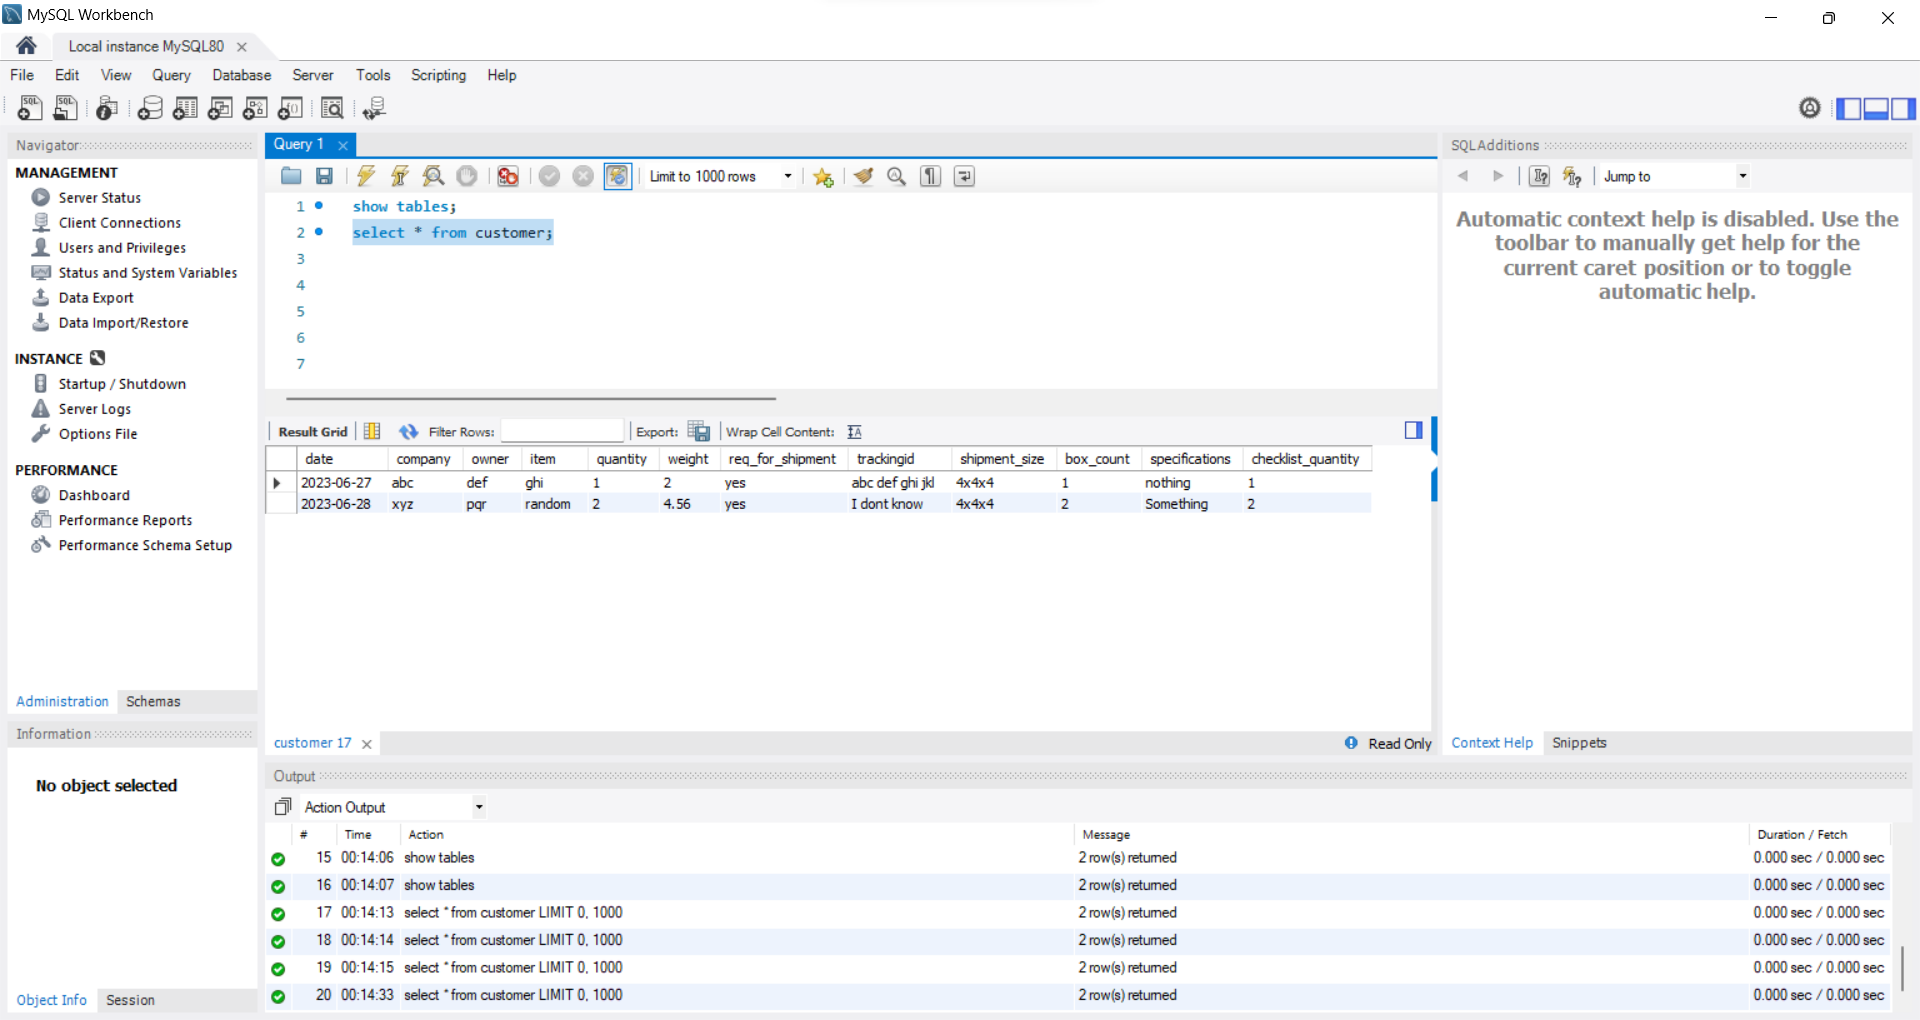 MySQL Workbench
Local instance MySQL80
File Edit View Query Database Server Tools Scripting Help
Navigator
MANAGEMENT
Server Status
Client Connections
Users and Privileges
Status and System Variables
Data Export
Data Import/Restore
INSTANCE
Startup / Shutdown
Server Logs
Options File
PERFORMANCE
Dashboard
Performance Reports
Performance Schema Setup
Administration Schemas
Information
No object selected
Object Info Session
Query 1
Limit to 1000 rows
1 show tables;
2 select * from customer;
3
4
5
6
7
Result Grid Filter Rows: Export: Wrap Cell Content:
date company owner item quantity weight req_for_shipment trackingid shipment_size box_count specifications checklist_quantity
2023-06-27 abc def ghi 1 2 yes abc def ghi jkl 4x4x4 1 nothing 1
2023-06-28 xyz pqr random 2 4.56 yes I dont know 4x4x4 2 Something 2
customer 17 Read Only
SQLAdditions
Jump to
Automatic context help is disabled. Use the
toolbar to manually get help for the
current caret position or to toggle
automatic help.
Context Help Snippets
Output
Action Output
# Time Action Message Duration / Fetch
15 00:14:06 show tables 2 row(s) returned 0.000 sec / 0.000 sec
16 00:14:07 show tables 2 row(s) returned 0.000 sec / 0.000 sec
17 00:14:13 select * from customer LIMIT 0, 1000 2 row(s) returned 0.000 sec / 0.000 sec
18 00:14:14 select * from customer LIMIT 0, 1000 2 row(s) returned 0.000 sec / 0.000 sec
19 00:14:15 select * from customer LIMIT 0, 1000 2 row(s) returned 0.000 sec / 0.000 sec
20 00:14:33 select * from customer LIMIT 0, 1000 2 row(s) returned 0.000 sec / 0.000 sec